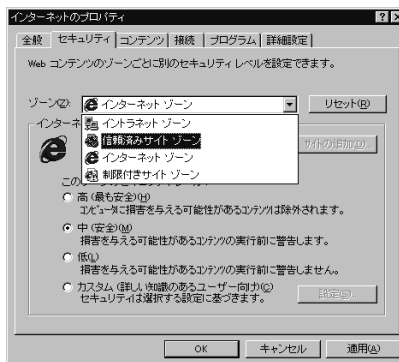 インターネットのプロパティ
全般 セキュリティ コンテンツ 接続 プログラム 詳細設定
Web コンテンツのゾーンごとに別のセキュリティ レベルを設定できます。
ゾーン(Z): インターネット ゾーン リセット(R)
インターネ イントラネット ゾーン
信頼済みサイト ゾーン サイトの追加(D)...
インターネット ゾーン
制限付きサイト ゾーン
高 (最も安全)(H)
コンピュータに損害を与える可能性があるコンテンツは除外されます。
中 (安全)(M)
損害を与える可能性があるコンテンツの実行前に警告します。
低(L)
損害を与える可能性があるコンテンツの実行前に警告しません。
カスタム (詳しい知識のあるユーザー向け)(C)
セキュリティは選択する設定に基づきます。 設定(S)...
OK キャンセル 適用(A)